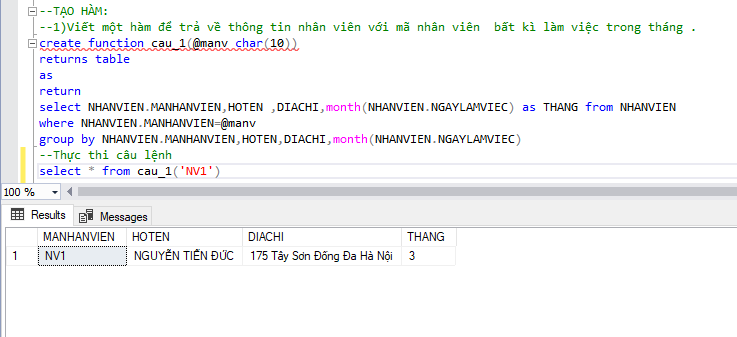 --TẠO HÀM:
--1)Viết một hàm để trả về thông tin nhân viên với mã nhân viên  bất kì làm việc trong tháng .
create function cau_1(@manv char(10))
returns table
as
return
select NHANVIEN.MANHANVIEN,HOTEN ,DIACHI,month(NHANVIEN.NGAYLAMVIEC) as THANG from NHANVIEN
where NHANVIEN.MANHANVIEN=@manv
group by NHANVIEN.MANHANVIEN,HOTEN,DIACHI,month(NHANVIEN.NGAYLAMVIEC)
--Thực thi câu lệnh
select * from cau_1('NV1')
100 %
Results Messages
MANHANVIEN HOTEN DIACHI THANG
1 NV1 NGUYỄN TIẾN ĐỨC 175 Tây Sơn Đống Đa Hà Nội 3